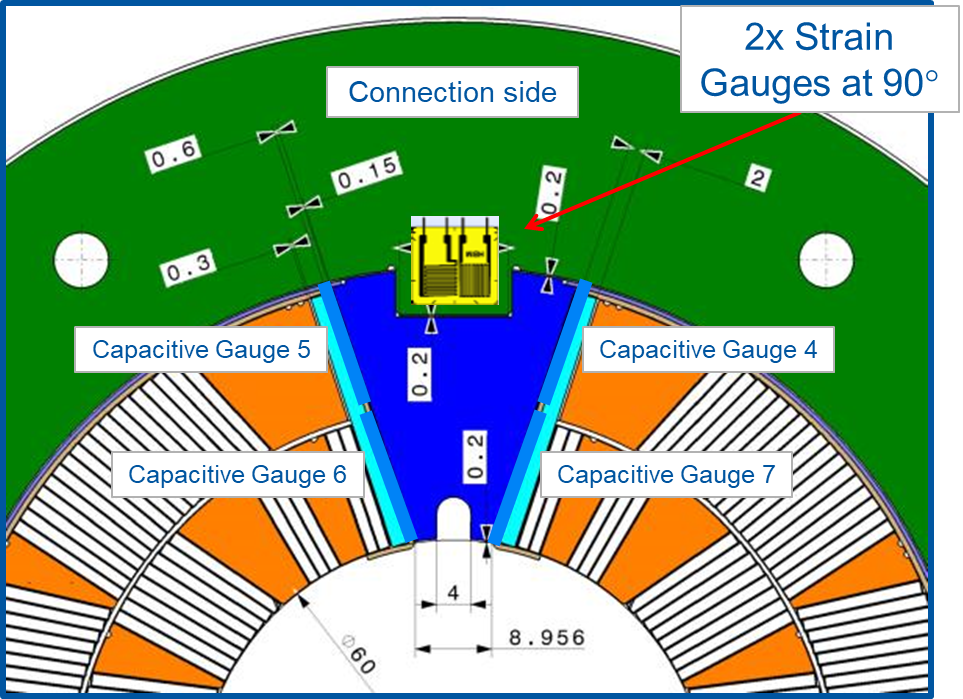 2x Strain
Gauges at 90°
Connection side
0.6
0.15
0.2
2
0.3
HBM
Capacitive Gauge 5
Capacitive Gauge 4
0.2
0.2
Capacitive Gauge 6
Capacitive Gauge 7
4
8.956
Ø60